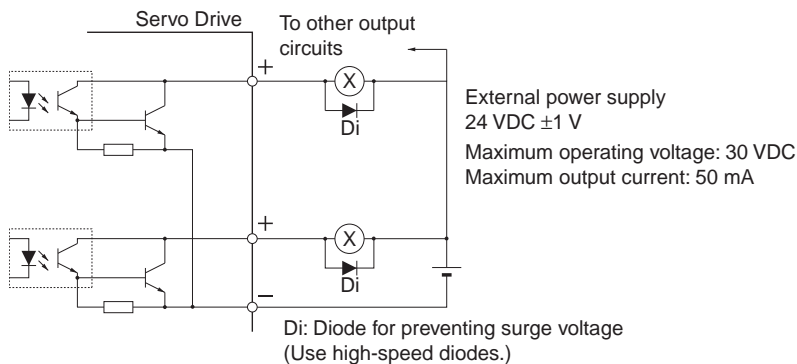 Servo Drive
To other output
circuits
+
X
Di
External power supply
24 VDC ±1 V
Maximum operating voltage: 30 VDC
Maximum output current: 50 mA
+
X
Di
−
Di: Diode for preventing surge voltage
(Use high-speed diodes.)